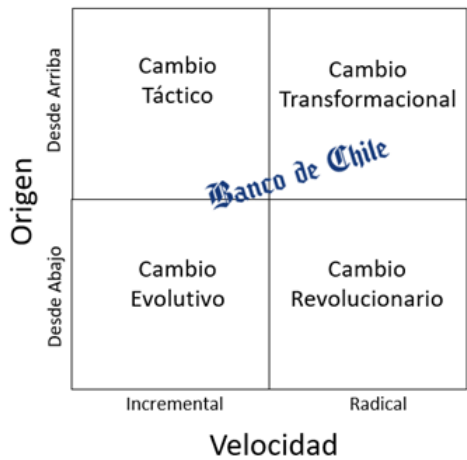 Origen
Desde Arriba
Desde Abajo
Cambio
Táctico
Cambio
Transformacional
Banco de Chile
Cambio
Evolutivo
Cambio
Revolucionario
Incremental
Radical
Velocidad